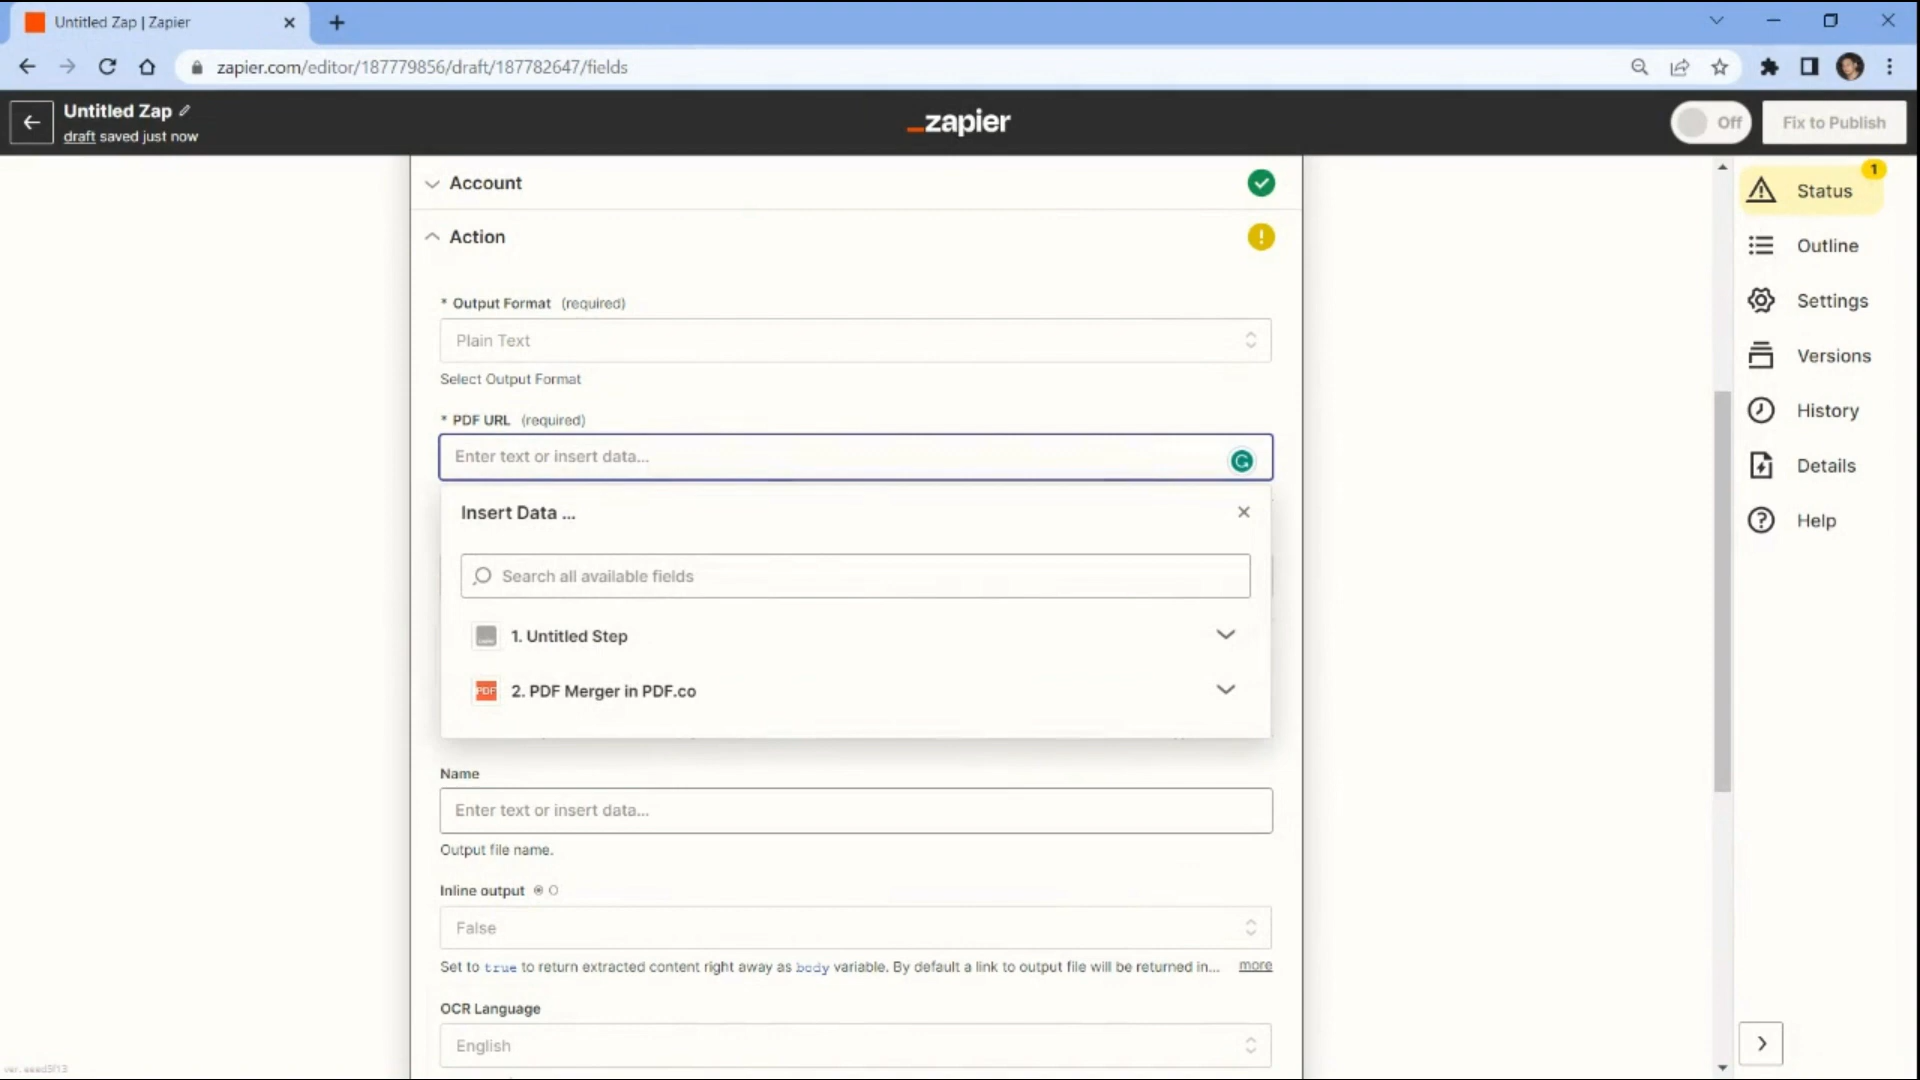 Untitled Zap | Zapier
zapier.com/editor/187779856/draft/187782647/fields
Untitled Zap
draft saved just now
_zapier
Off
Fix to Publish
Account
Action
* Output Format (required)
Plain Text
Select Output Format
* PDF URL (required)
Enter text or insert data...
Insert Data ...
Search all available fields
1. Untitled Step
PDF
2. PDF Merger in PDF.co
Name
Enter text or insert data...
Output file name.
Inline output
False
Set to true to return extracted content right away as body variable. By default a link to output file will be returned in... more
OCR Language
English
1
Status
Outline
Settings
Versions
History
Details
Help